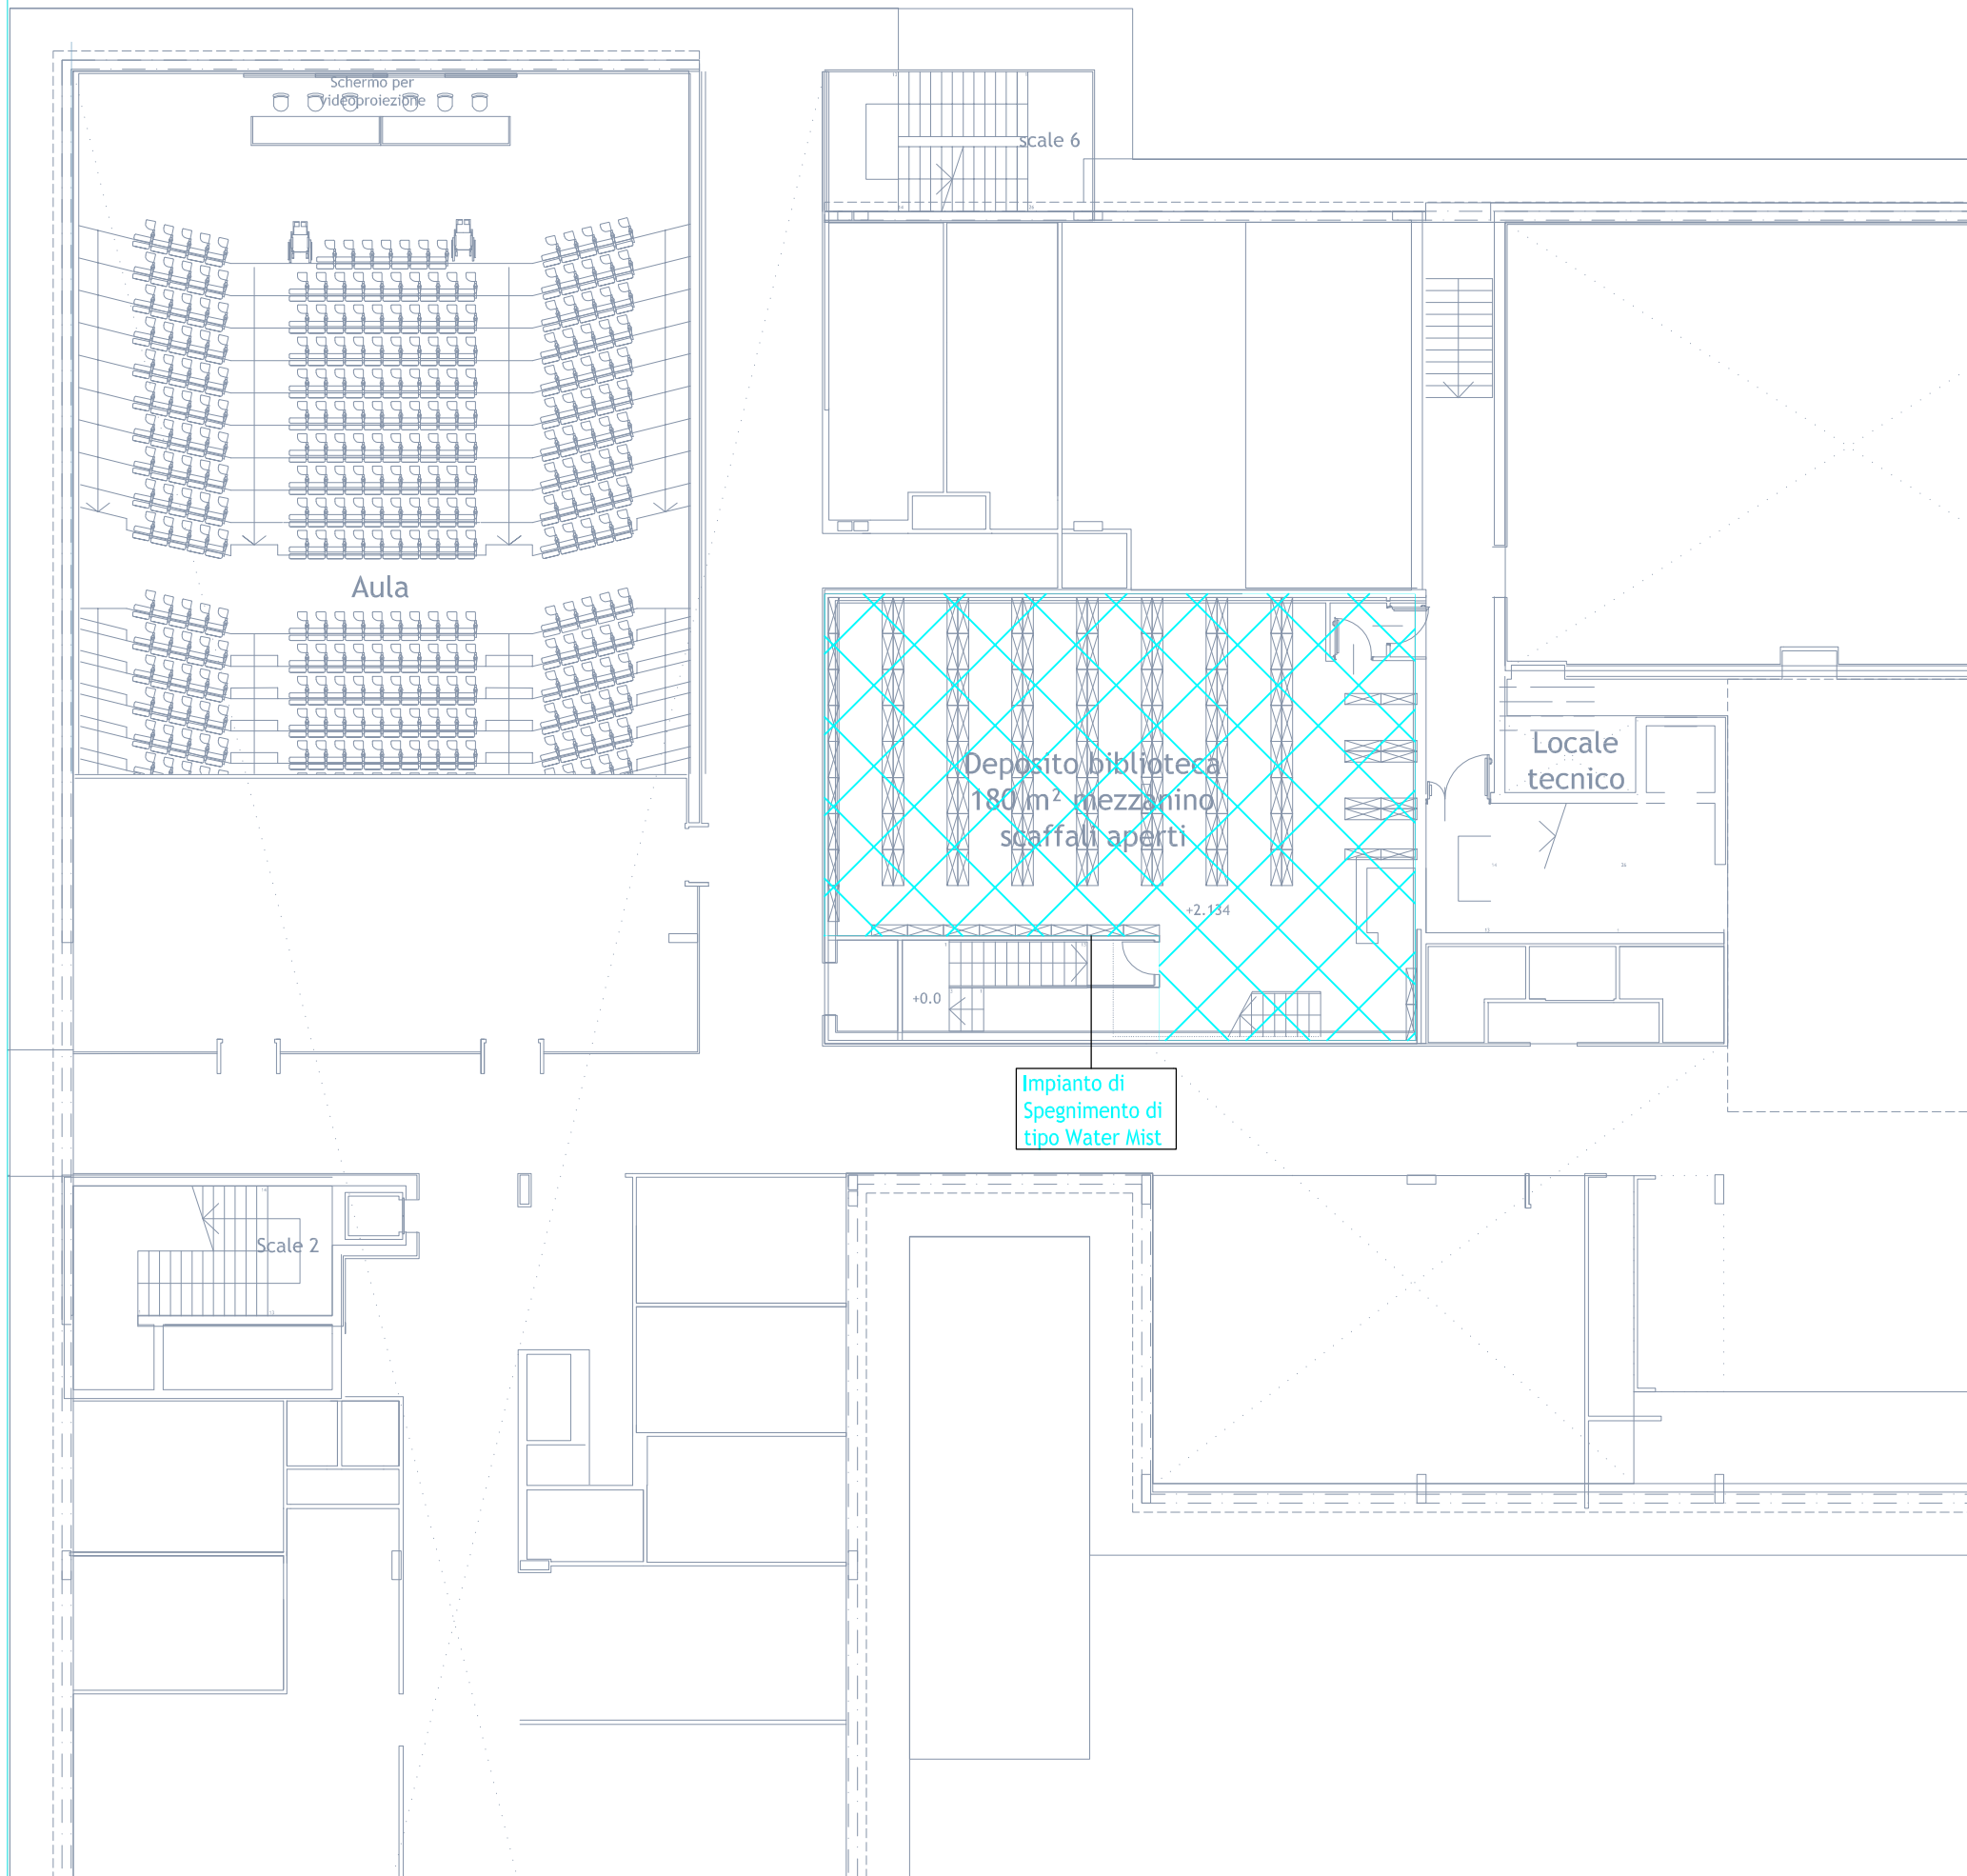 Schermo per
videoproiezione
scale 6
Aula
Deposito biblioteca
180 m² mezzanino
scaffali aperti
Locale
tecnico
+2.134
+0.0
Impianto di
Spegnimento di
tipo Water Mist
Scale 2